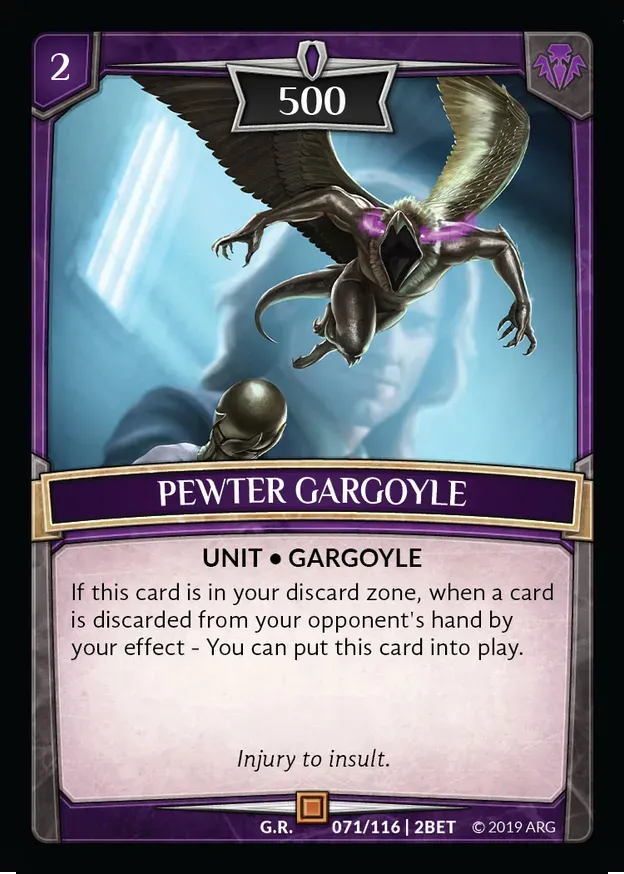 2
500
PEWTER GARGOYLE
UNIT • GARGOYLE
If this card is in your discard zone, when a card
is discarded from your opponent's hand by
your effect - You can put this card into play.
Injury to insult.
G.R. 071/116 | 2BET © 2019 ARG